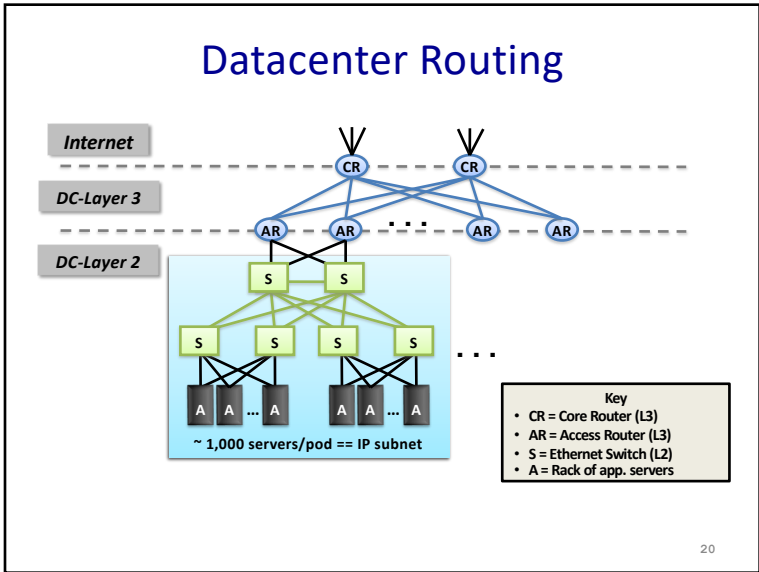 Datacenter Routing
Internet
CR CR
DC-Layer 3
. . .
AR AR AR AR
DC-Layer 2
S S
S S S S
. . .
A A ... A A A ... A
~ 1,000 servers/pod == IP subnet
Key
• CR = Core Router (L3)
• AR = Access Router (L3)
• S = Ethernet Switch (L2)
• A = Rack of app. servers
20